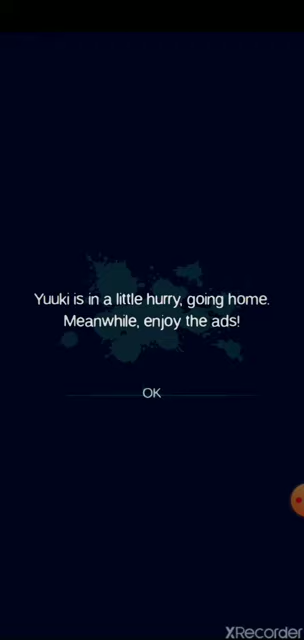 Yuuki is in a little hurry, going home.
Meanwhile, enjoy the ads!
OK
XRecorder